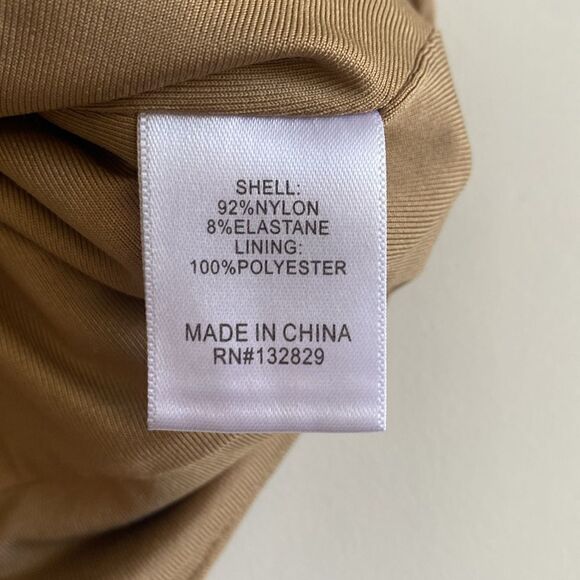 SHELL:
92%NYLON
8%ELASTANE
LINING:
100%POLYESTER
MADE IN CHINA
RN#132829